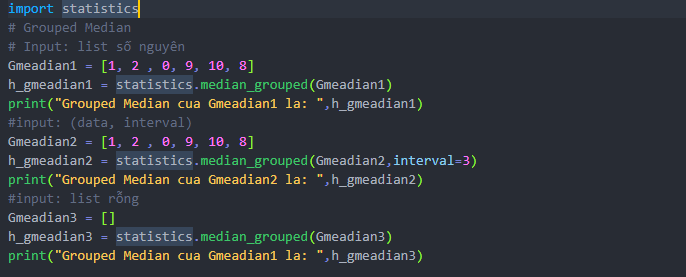 import statistics
# Grouped Median
# Input: list số nguyên
Gmeadian1 = [1, 2 , 0, 9, 10, 8]
h_gmeadian1 = statistics.median_grouped(Gmeadian1)
print("Grouped Median cua Gmeadian1 la: ",h_gmeadian1)
#input: (data, interval)
Gmeadian2 = [1, 2 , 0, 9, 10, 8]
h_gmeadian2 = statistics.median_grouped(Gmeadian2,interval=3)
print("Grouped Median cua Gmeadian2 la: ",h_gmeadian2)
#input: list rỗng
Gmeadian3 = []
h_gmeadian3 = statistics.median_grouped(Gmeadian3)
print("Grouped Median cua Gmeadian1 la: ",h_gmeadian3)